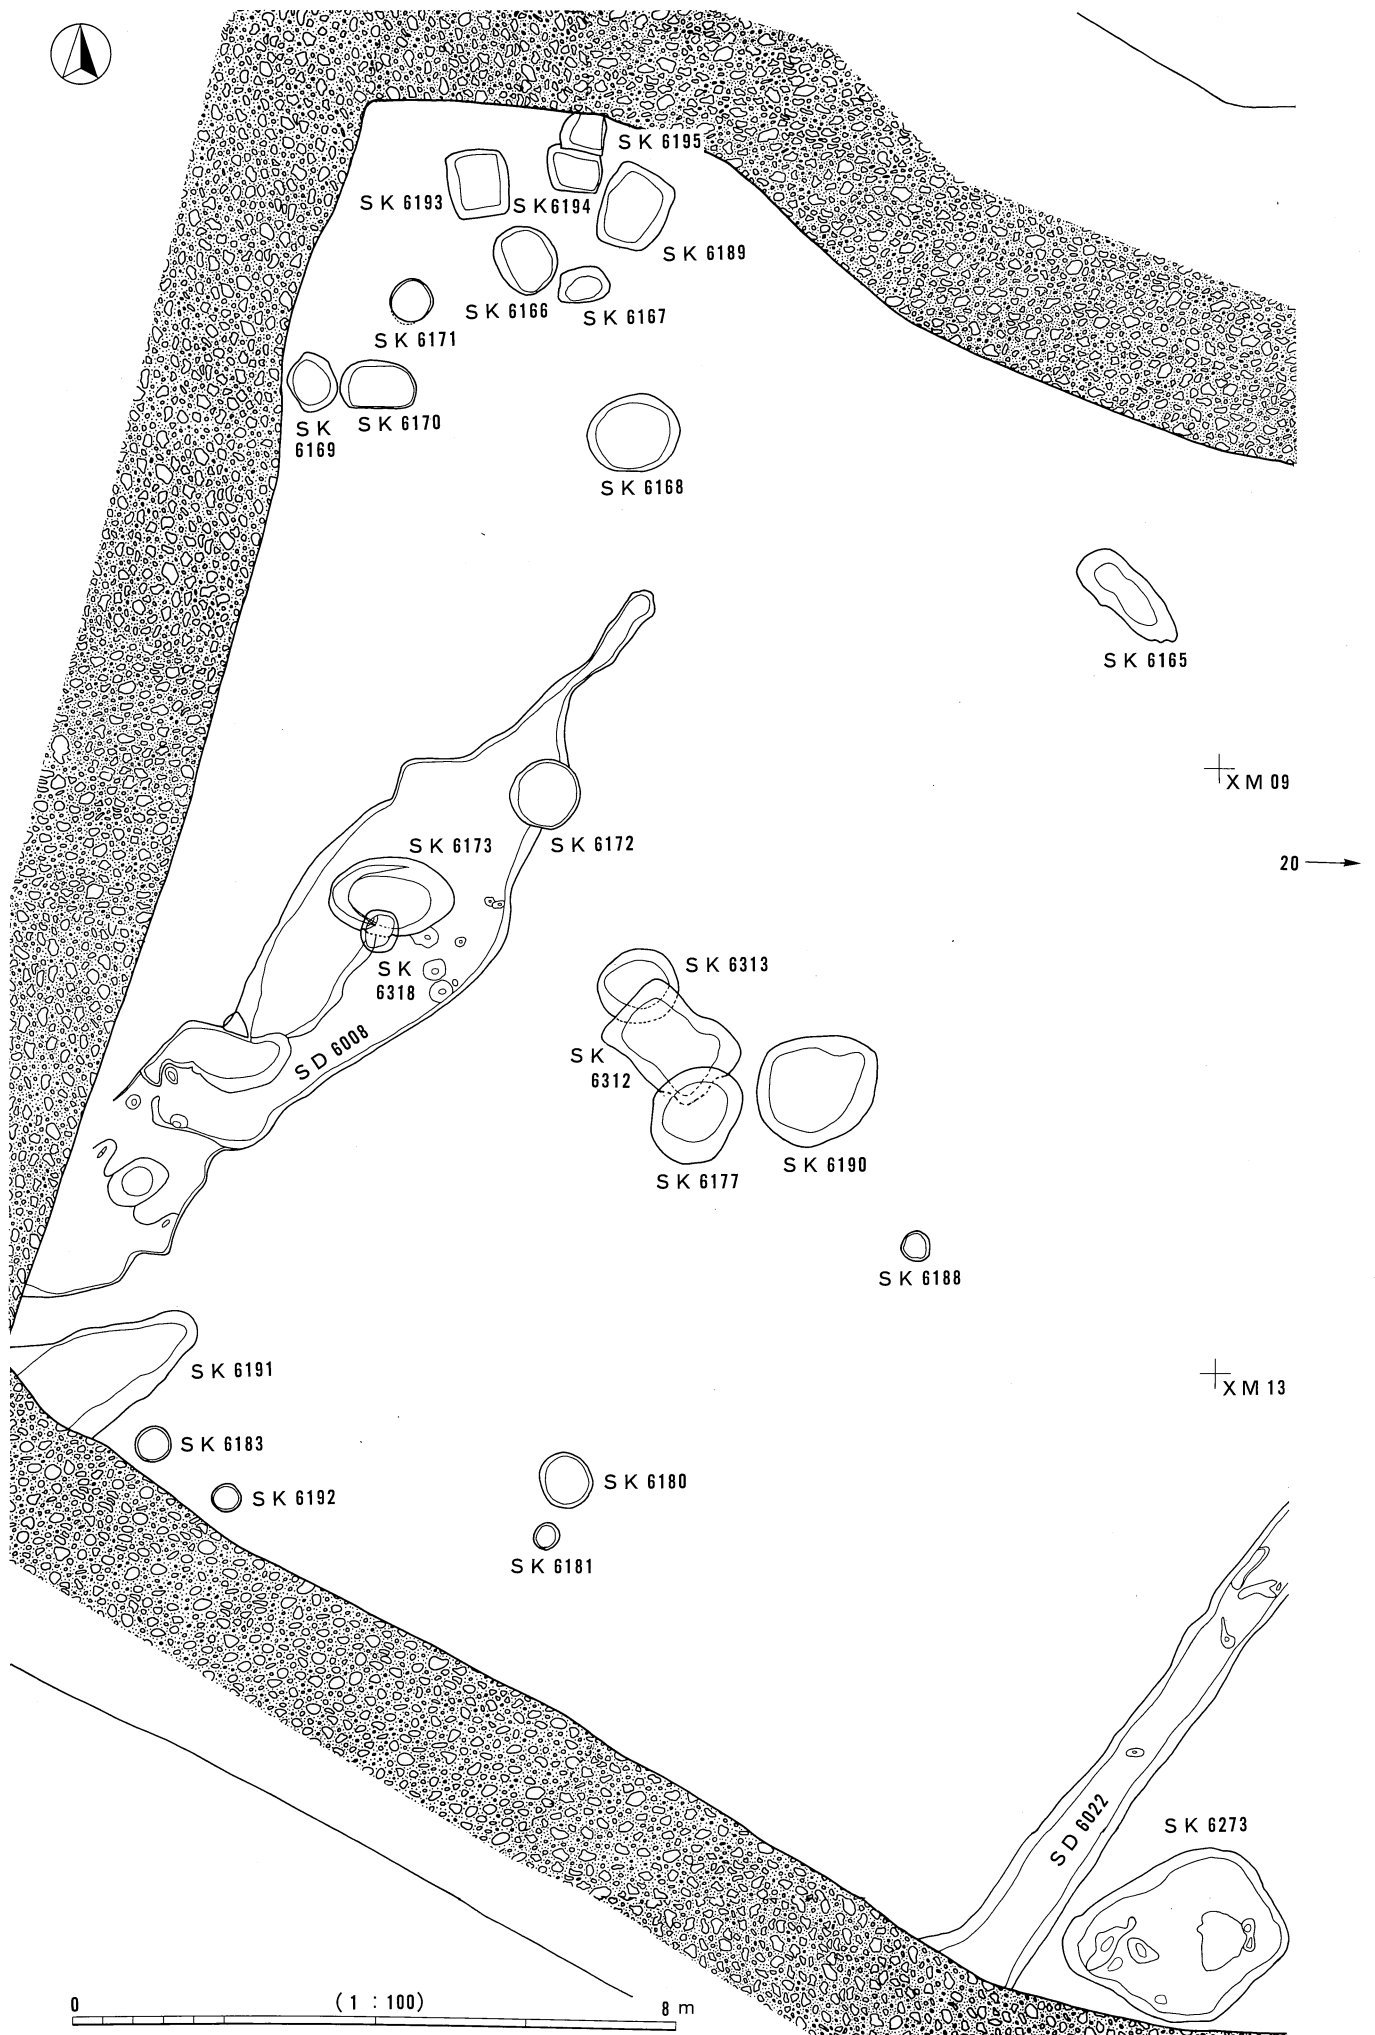 SK 6195
SK 6193
SK 6194
SK 6189
SK 6166
SK 6167
SK 6171
SK
6169
SK 6170
SK 6168
SK 6165
XM 09
SK 6173
SK 6172
20
SK
6318
SK 6313
SD 6008
SK
6312
SK 6190
SK 6177
SK 6188
SK 6191
XM 13
SK 6183
SK 6180
SK 6192
SK 6181
SD 6022
SK 6273
0 (1 : 100) 8 m